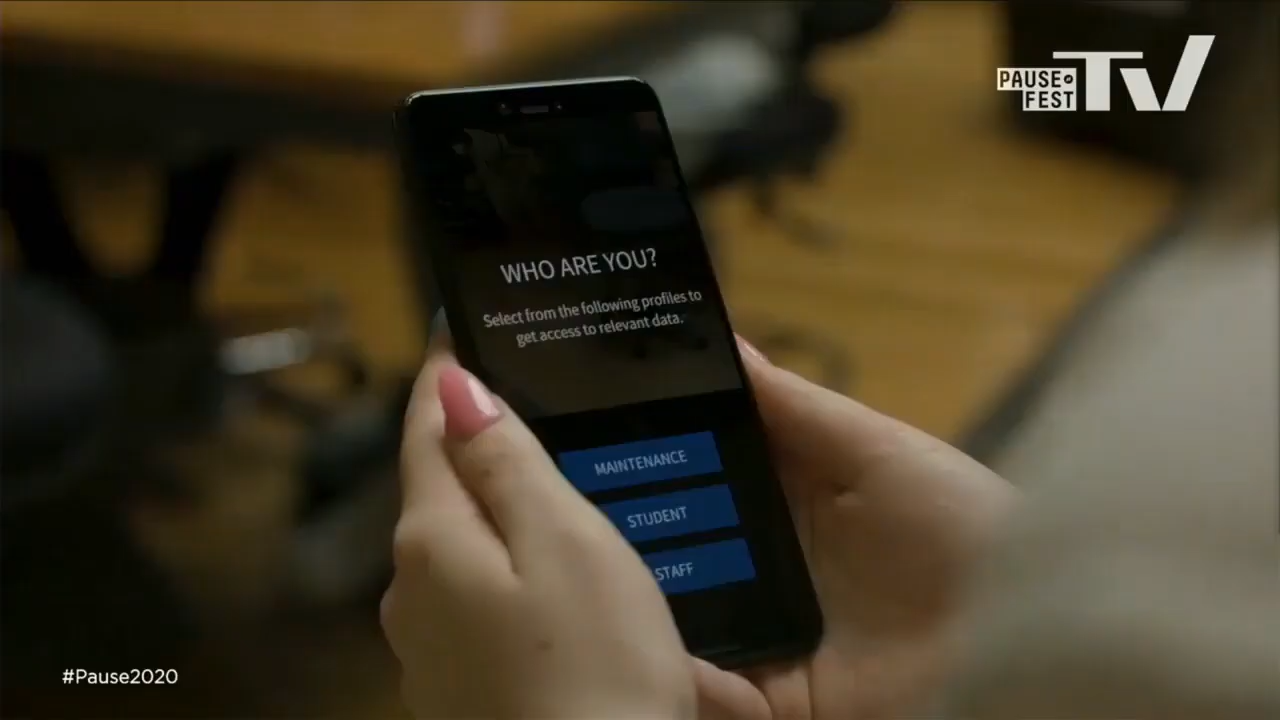 PAUSE
FEST
TV
WHO ARE YOU?
Select from the following profiles to
get access to relevant data.
MAINTENANCE
STUDENT
STAFF
#Pause2020